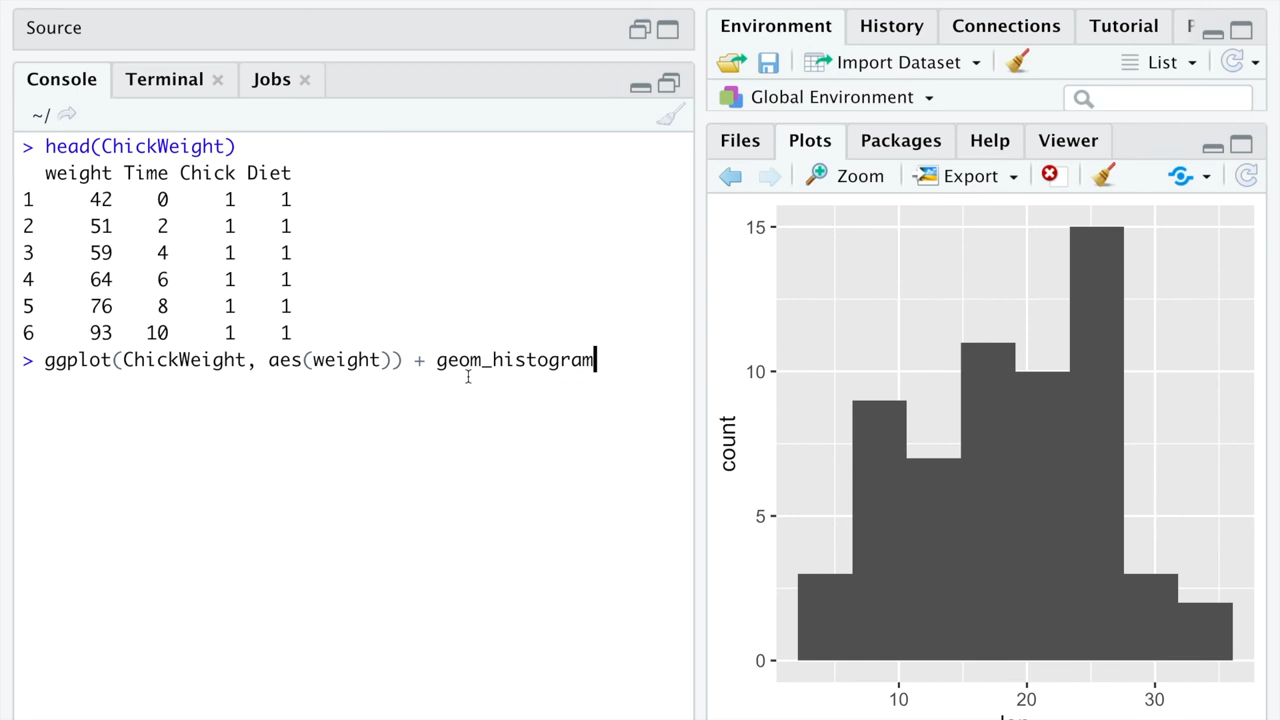 Source
Console Terminal Jobs
~/
> head(ChickWeight)
weight Time Chick Diet
1 42 0 1 1
2 51 2 1 1
3 59 4 1 1
4 64 6 1 1
5 76 8 1 1
6 93 10 1 1
> ggplot(ChickWeight, aes(weight)) + geom_histogram
Environment History Connections Tutorial
Import Dataset List
Global Environment
Files Plots Packages Help Viewer
Zoom Export
15
10
5
0
count
10 20 30